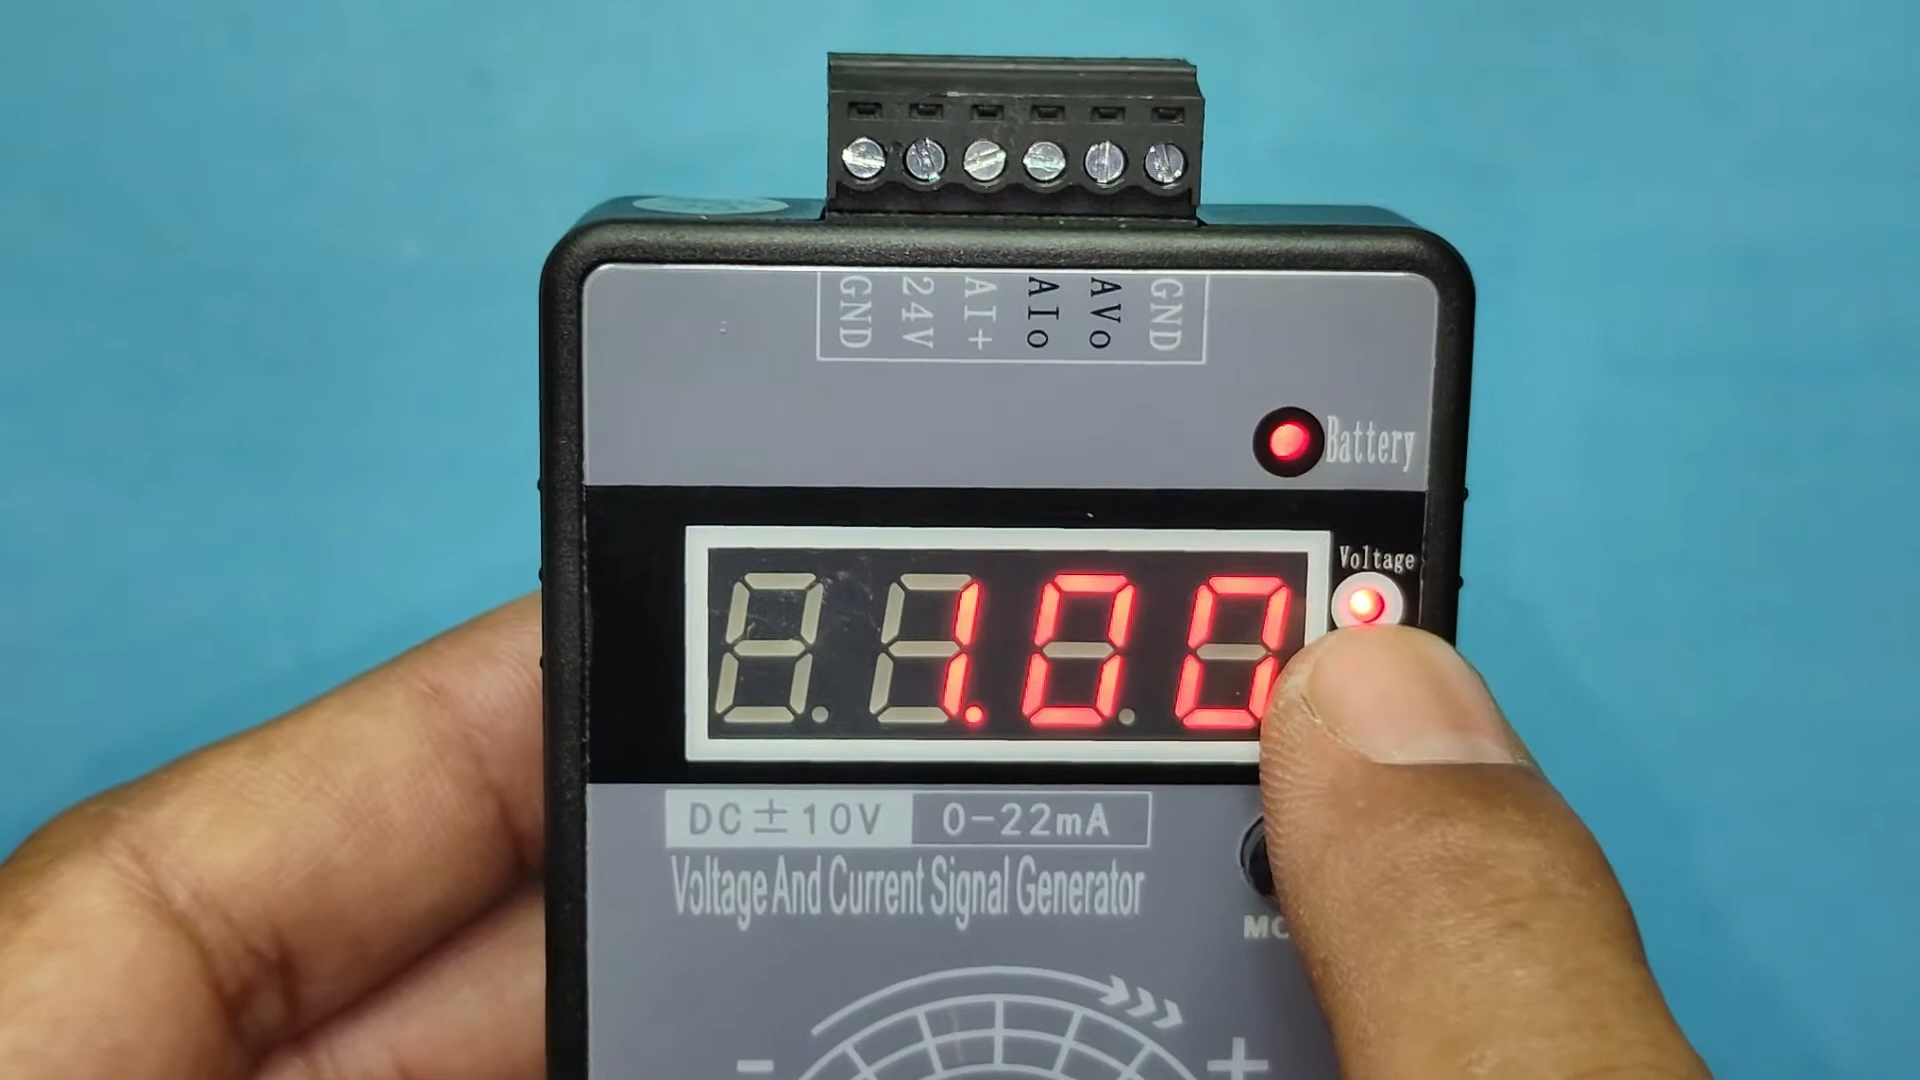 GND 24V AI+ AIo AVo GND
Battery
Voltage
1.00
DC±10V 0-22mA
Voltage And Current Signal Generator
- +